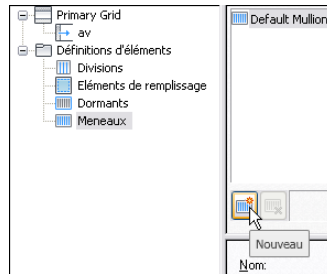 Primary Grid
av
Définitions d'éléments
Divisions
Eléments de remplissage
Dormants
Meneaux
Default Mullion
Nouveau
Nom: